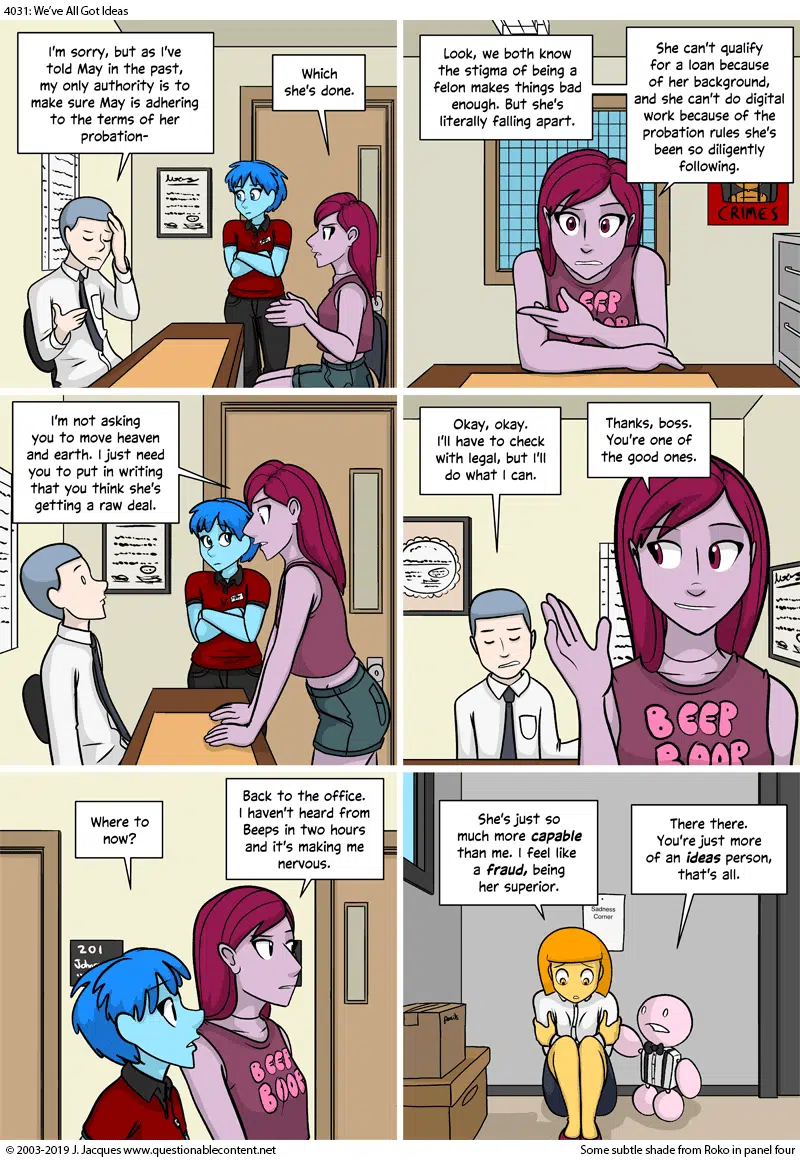 4031: We've All Got Ideas
I'm sorry, but as I've
told May in the past,
my only authority is to
make sure May is adhering
to the terms of her
probation-
Which
she's done.
Look, we both know
the stigma of being a
felon makes things bad
enough. But she's
literally falling apart.
She can't qualify
for a loan because
of her background,
and she can't do digital
work because of the
probation rules she's
been so diligently
following.
CRIMES
BEEP
I'm not asking
you to move heaven
and earth. I just need
you to put in writing
that you think she's
getting a raw deal.
Okay, okay.
I'll have to check
with legal, but I'll
do what I can.
Thanks, boss.
You're one of
the good ones.
BEEP
BOOP
Where to
now?
Back to the office.
I haven't heard from
Beeps in two hours
and it's making me
nervous.
201
BEEP
BOOP
She's just so
much more capable
than me. I feel like
a fraud, being
her superior.
There there.
You're just more
of an ideas person,
that's all.
Sadness
Corner
© 2003-2019 J. Jacques www.questionablecontent.net
Some subtle shade from Roko in panel four